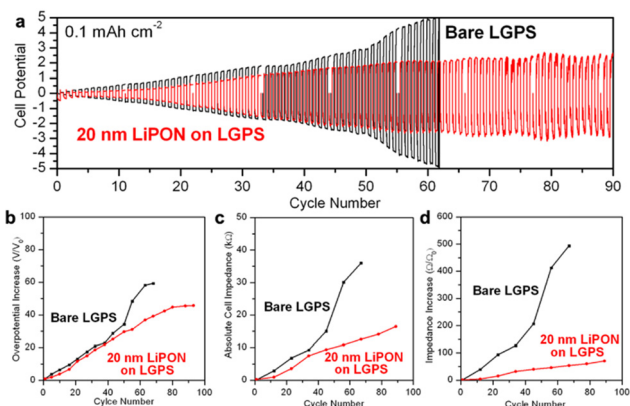 a
0.1 mAh cm⁻²
Bare LGPS
20 nm LiPON on LGPS
Cell Potential
5
4
3
2
1
0
-1
-2
-3
-4
-5
0 10 20 30 40 50 60 70 80 90
Cycle Number
b
Overpotential Increase (V/V₀)
100
80
60
40
20
0
Bare LGPS
20 nm LiPON
on LGPS
0 20 40 60 80 100
Cylce Number
c
Absolute Cell Impedance (kΩ)
50
40
30
20
10
0
Bare LGPS
20 nm LiPON
on LGPS
0 20 40 60 80 100
Cycle Number
d
Impedance Increase (Ω/Ω₀)
600
500
400
300
200
100
0
Bare LGPS
20 nm LiPON
on LGPS
0 20 40 60 80 100
Cycle Number